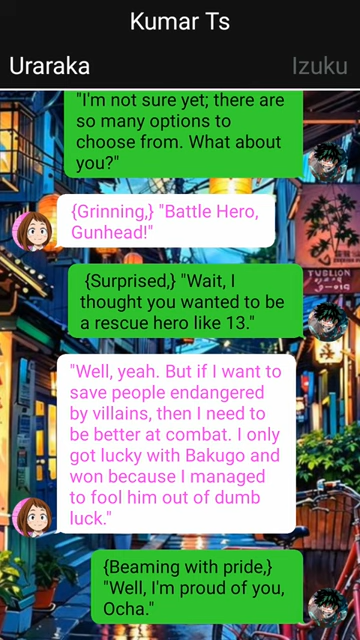 Kumar Ts
Uraraka
Izuku
"I'm not sure yet; there are
so many options to
choose from. What about
you?"
{Grinning,} "Battle Hero,
Gunhead!"
{Surprised,} "Wait, I
thought you wanted to be
a rescue hero like 13."
"Well, yeah. But if I want to
save people endangered
by villains, then I need to
be better at combat. I only
got lucky with Bakugo and
won because I managed
to fool him out of dumb
luck."
{Beaming with pride,}
"Well, I'm proud of you,
Ocha."